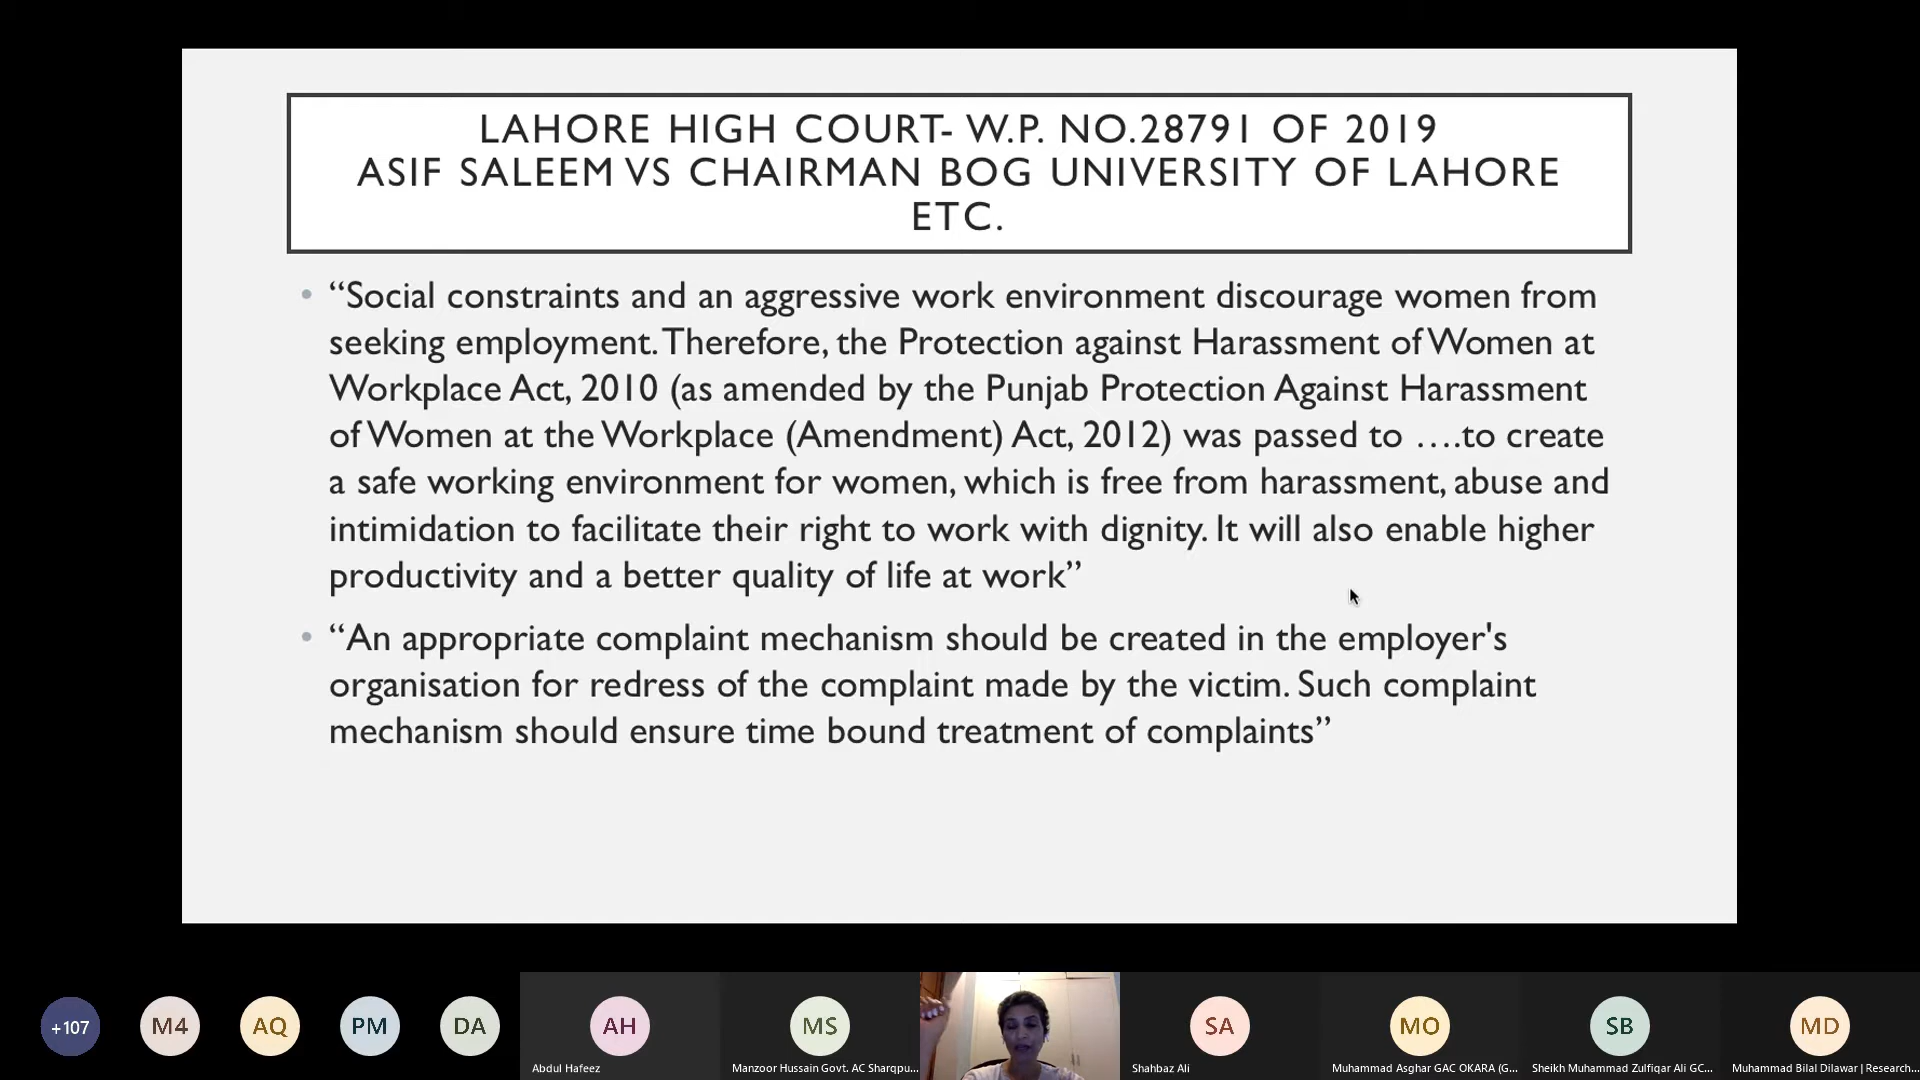 LAHORE HIGH COURT- W.P. NO.28791 OF 2019
ASIF SALEEM VS CHAIRMAN BOG UNIVERSITY OF LAHORE
ETC.
• “Social constraints and an aggressive work environment discourage women from
seeking employment. Therefore, the Protection against Harassment of Women at
Workplace Act, 2010 (as amended by the Punjab Protection Against Harassment
of Women at the Workplace (Amendment) Act, 2012) was passed to ….to create
a safe working environment for women, which is free from harassment, abuse and
intimidation to facilitate their right to work with dignity. It will also enable higher
productivity and a better quality of life at work”
• “An appropriate complaint mechanism should be created in the employer's
organisation for redress of the complaint made by the victim. Such complaint
mechanism should ensure time bound treatment of complaints”
+107 M4 AQ PM DA AH MS SA MO SB MD
Abdul Hafeez
Manzoor Hussain Govt. AC Sharqpu...
Shahbaz Ali
Muhammad Asghar GAC OKARA (G...
Sheikh Muhammad Zulfiqar Ali GC...
Muhammad Bilal Dilawar | Research...